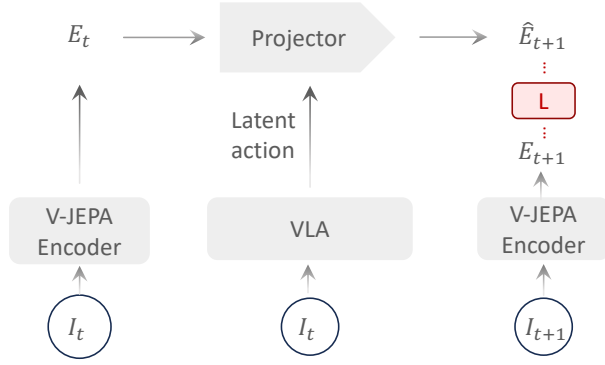 E_t
Projector
Ê_{t+1}
L
Latent
action
E_{t+1}
V-JEPA
Encoder
VLA
V-JEPA
Encoder
I_t
I_t
I_{t+1}